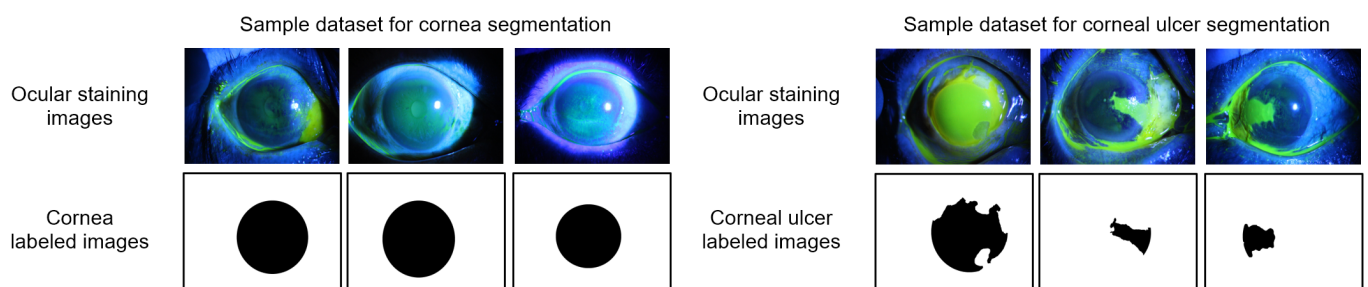 Sample dataset for cornea segmentation
Ocular staining
images
Cornea
labeled images
Sample dataset for corneal ulcer segmentation
Ocular staining
images
Corneal ulcer
labeled images